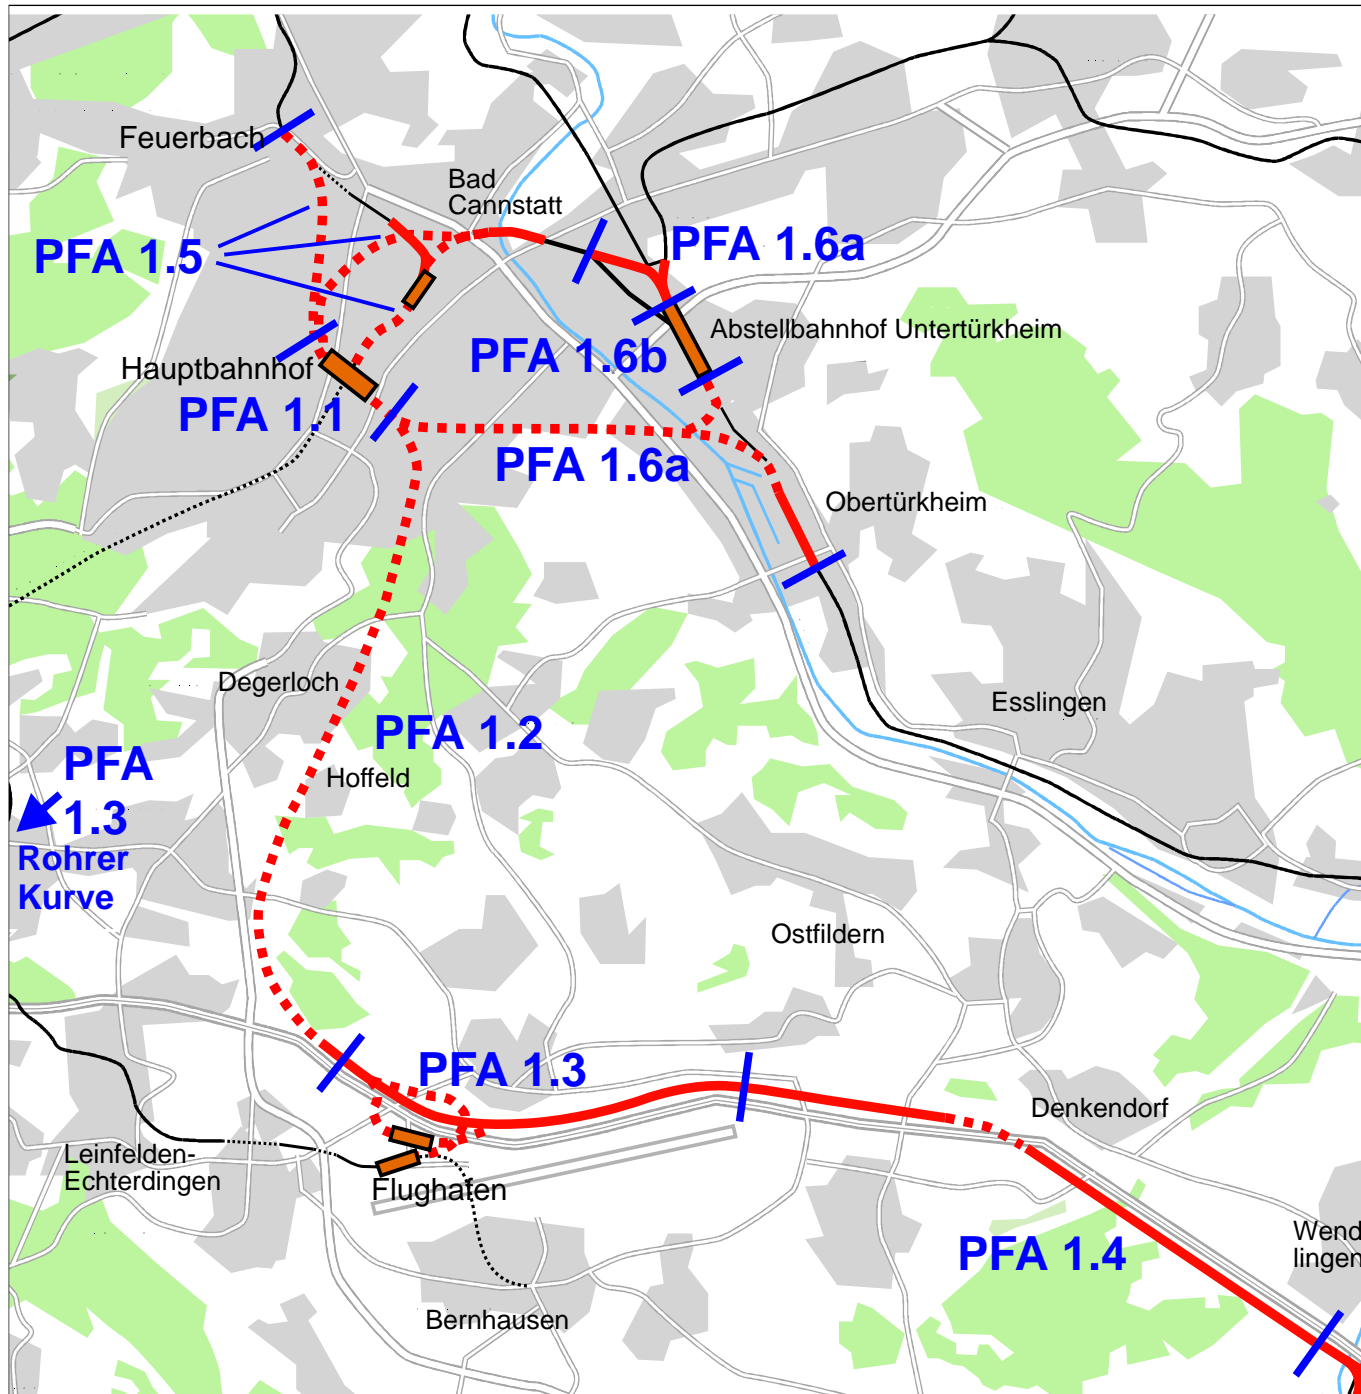 Feuerbach
Bad
Cannstatt
PFA 1.5
PFA 1.6a
Abstellbahnhof Untertürkheim
PFA 1.6b
Hauptbahnhof
PFA 1.1
PFA 1.6a
Obertürkheim
Degerloch
Esslingen
PFA 1.2
PFA
1.3
Hoffeld
Rohrer
Kurve
Ostfildern
PFA 1.3
Denkendorf
Leinfelden-
Echterdingen
Flughafen
Wend
lingen
PFA 1.4
Bernhausen